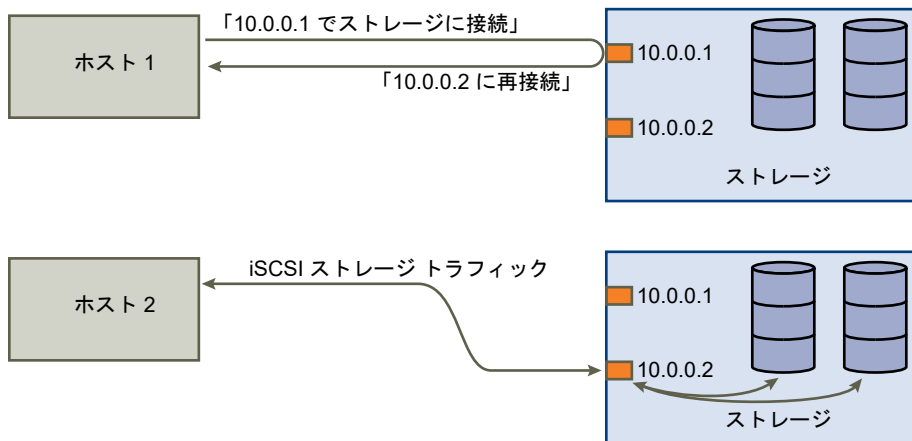 「10.0.0.1 でストレージに接続」
ホスト 1
「10.0.0.2 に再接続」
10.0.0.1
10.0.0.2
ストレージ
iSCSI ストレージ トラフィック
ホスト 2
10.0.0.1
10.0.0.2
ストレージ